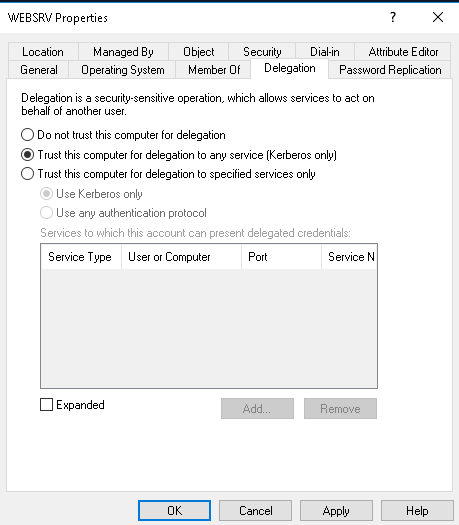 WEBSRV Properties
? ×
Location Managed By Object Security Dial-in Attribute Editor
General Operating System Member Of Delegation Password Replication
Delegation is a security-sensitive operation, which allows services to act on
behalf of another user.
Do not trust this computer for delegation
Trust this computer for delegation to any service (Kerberos only)
Trust this computer for delegation to specified services only
Use Kerberos only
Use any authentication protocol
Services to which this account can present delegated credentials:
Service Type User or Computer Port Service N
Expanded Add... Remove
OK Cancel Apply Help